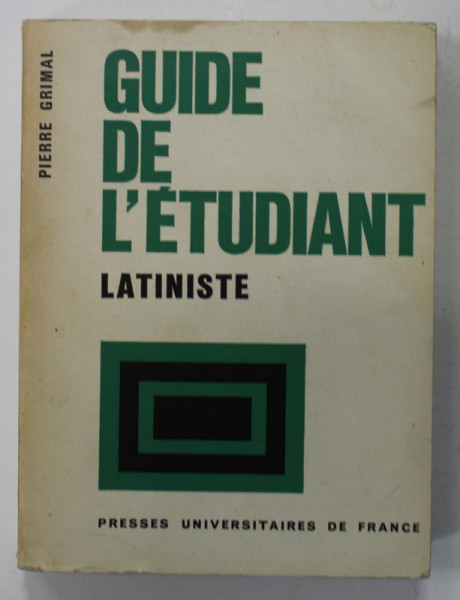 PIERRE GRIMAL
GUIDE
DE
L'ÉTUDIANT
LATINISTE
PRESSES UNIVERSITAIRES DE FRANCE